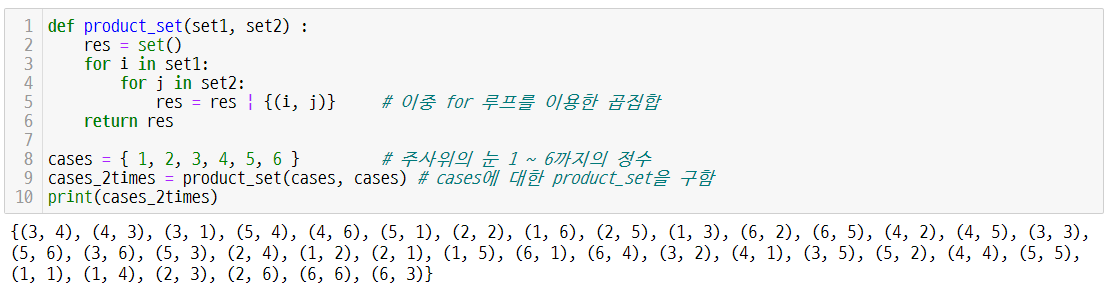 1 def product_set(set1, set2) :
2     res = set()
3     for i in set1:
4         for j in set2:
5             res = res | {(i, j)}     # 이중 for 루프를 이용한 곱집합
6     return res
7
8 cases = { 1, 2, 3, 4, 5, 6 }         # 주사위의 눈 1 ~ 6까지의 정수
9 cases_2times = product_set(cases, cases) # cases에 대한 product_set을 구함
10 print(cases_2times)
{(3, 4), (4, 3), (3, 1), (5, 4), (4, 6), (5, 1), (2, 2), (1, 6), (2, 5), (1, 3), (6, 2), (6, 5), (4, 2), (4, 5), (3, 3),
(5, 6), (3, 6), (5, 3), (2, 4), (1, 2), (2, 1), (1, 5), (6, 1), (6, 4), (3, 2), (4, 1), (3, 5), (5, 2), (4, 4), (5, 5),
(1, 1), (1, 4), (2, 3), (2, 6), (6, 6), (6, 3)}